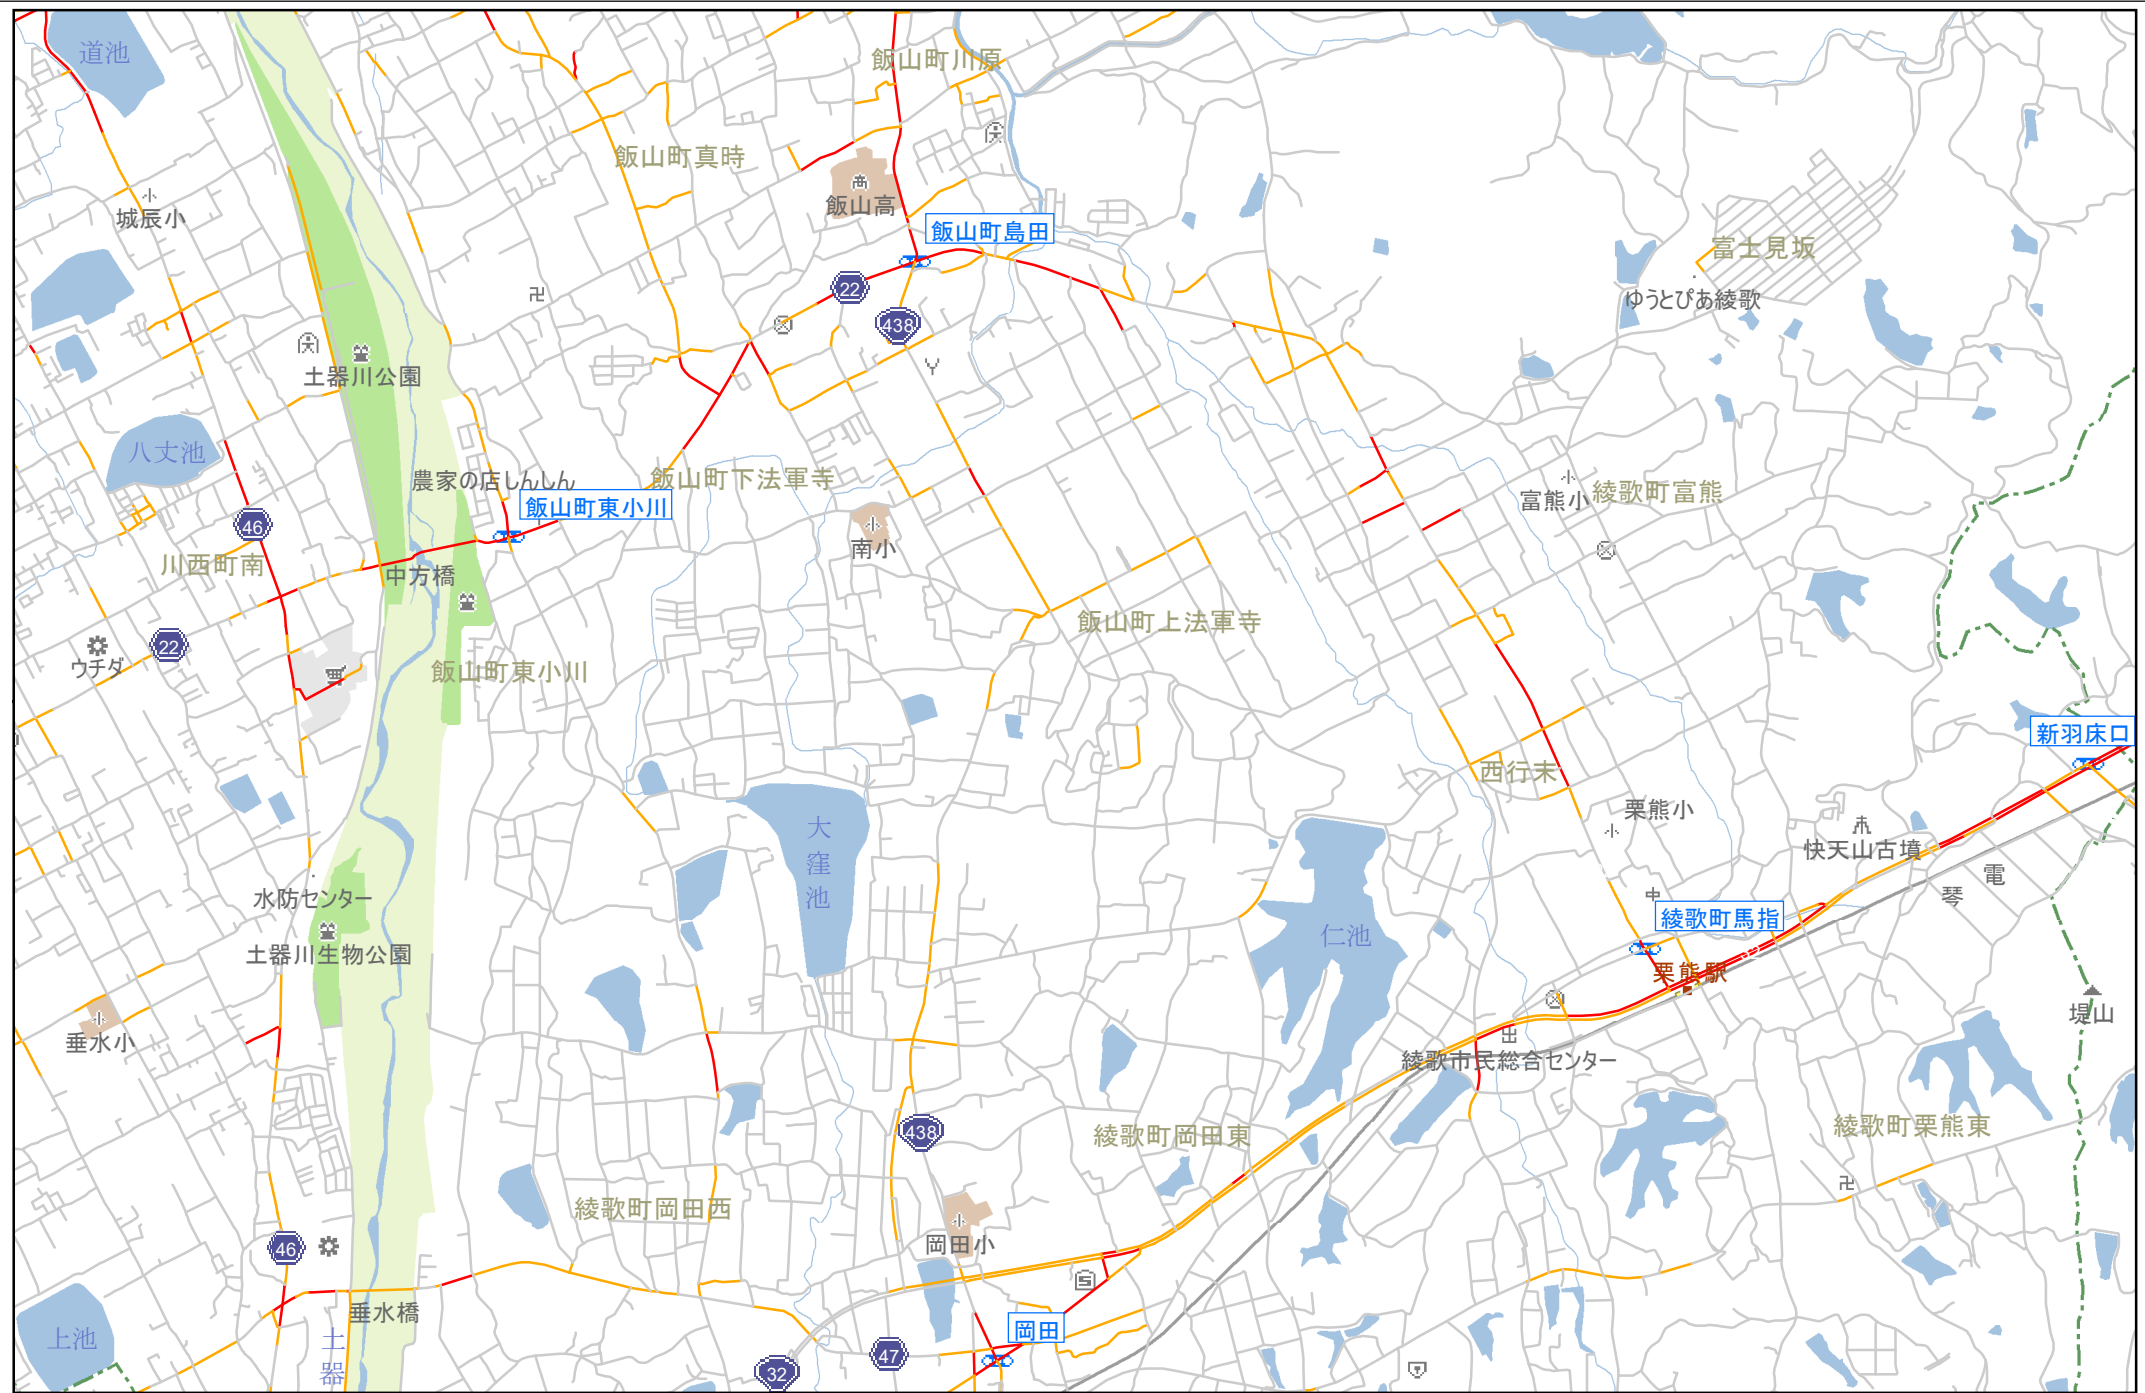 道池
飯山町川原
飯山町真時
飯山高
城辰小
飯山町島田
富士見坂
22
ゆうとぴあ綾歌
438
土器川公園
八丈池
農家の店しんしん
飯山町下法軍寺
飯山町東小川
富熊小
綾歌町富熊
46
南小
川西町南
中方橋
飯山町上法軍寺
22
ウチダ
飯山町東小川
新羽床口
西行末
栗熊小
大窪池
快天山古墳
電
琴
水防センター
綾歌町馬指
仁池
土器川生物公園
栗熊駅
堤山
垂水小
綾歌市民総合センター
438
綾歌町岡田東
綾歌町栗熊東
綾歌町岡田西
岡田小
46
垂水橋
上池
土器
岡田
47
32